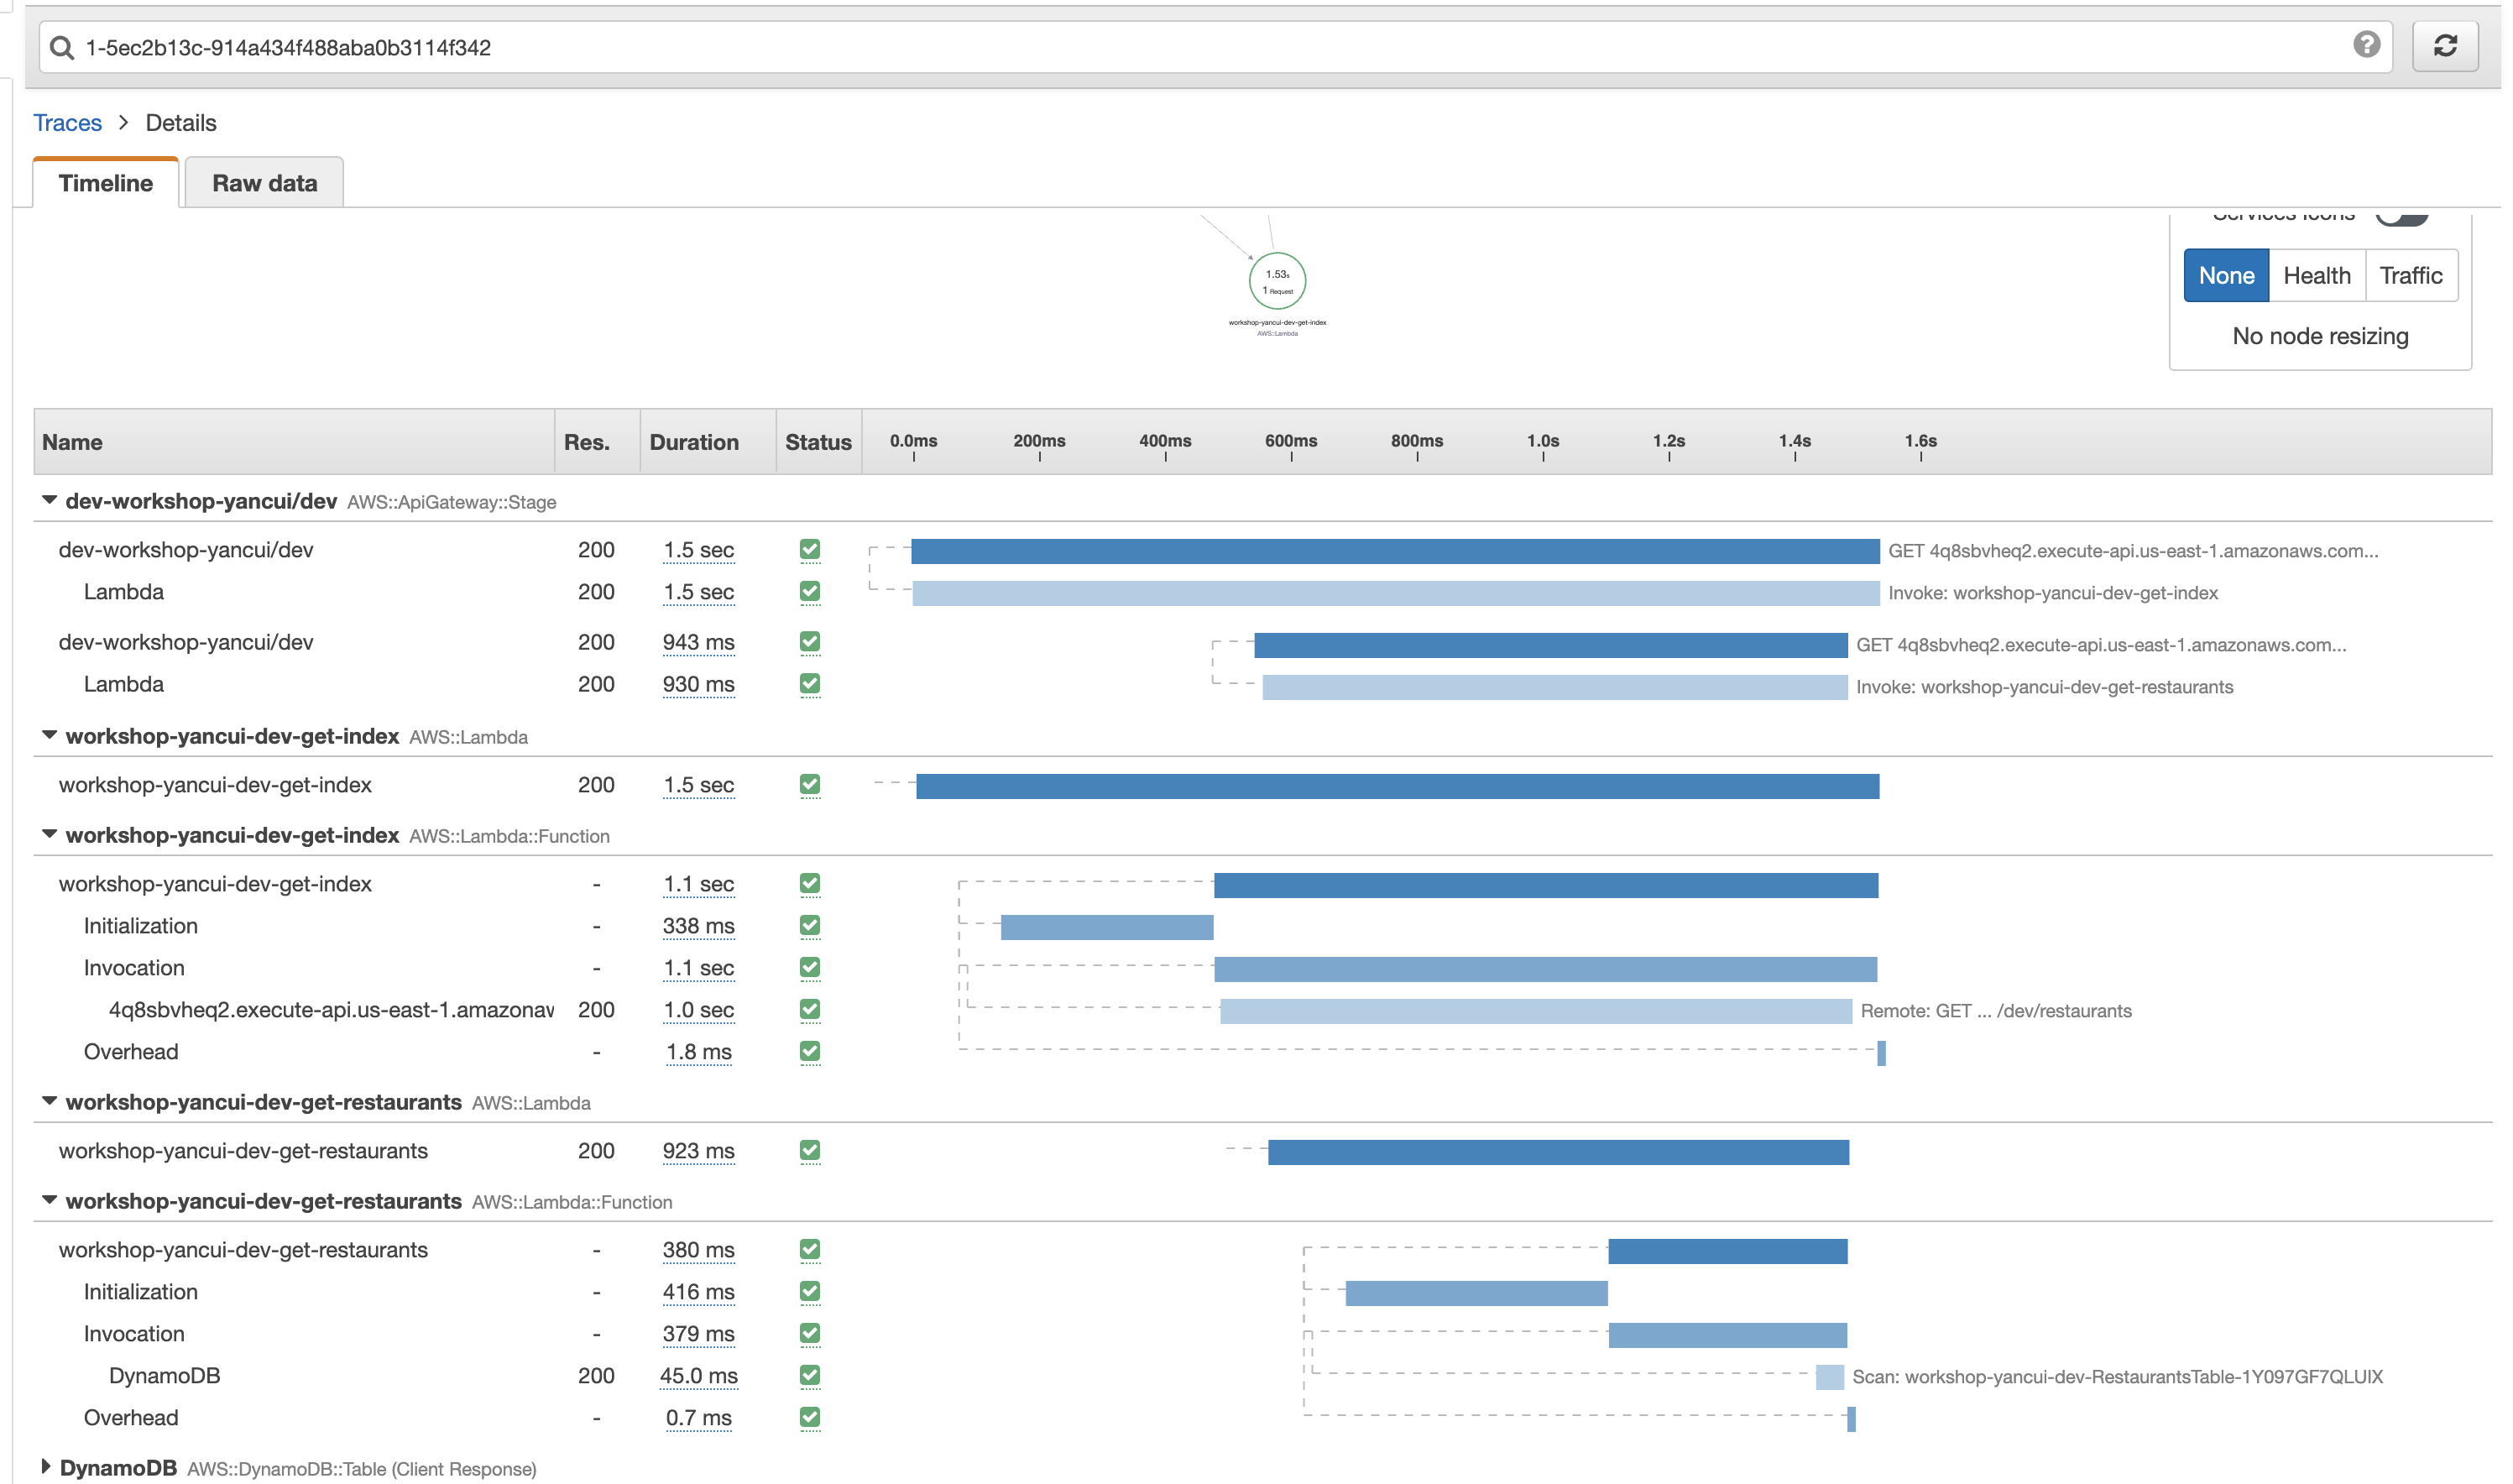 1-5ec2b13c-914a434f488aba0b3114f342
Traces > Details
Timeline Raw data
Services Icons
1.53s
1 Request
workshop-yancui-dev-get-index
AWS::Lambda
None Health Traffic
No node resizing
Name Res. Duration Status 0.0ms 200ms 400ms 600ms 800ms 1.0s 1.2s 1.4s 1.6s
dev-workshop-yancui/dev AWS::ApiGateway::Stage
dev-workshop-yancui/dev 200 1.5 sec GET 4q8sbvheq2.execute-api.us-east-1.amazonaws.com...
Lambda 200 1.5 sec Invoke: workshop-yancui-dev-get-index
dev-workshop-yancui/dev 200 943 ms GET 4q8sbvheq2.execute-api.us-east-1.amazonaws.com...
Lambda 200 930 ms Invoke: workshop-yancui-dev-get-restaurants
workshop-yancui-dev-get-index AWS::Lambda
workshop-yancui-dev-get-index 200 1.5 sec
workshop-yancui-dev-get-index AWS::Lambda::Function
workshop-yancui-dev-get-index - 1.1 sec
Initialization - 338 ms
Invocation - 1.1 sec
4q8sbvheq2.execute-api.us-east-1.amazonav 200 1.0 sec Remote: GET ... /dev/restaurants
Overhead - 1.8 ms
workshop-yancui-dev-get-restaurants AWS::Lambda
workshop-yancui-dev-get-restaurants 200 923 ms
workshop-yancui-dev-get-restaurants AWS::Lambda::Function
workshop-yancui-dev-get-restaurants - 380 ms
Initialization - 416 ms
Invocation - 379 ms
DynamoDB 200 45.0 ms Scan: workshop-yancui-dev-RestaurantsTable-1Y097GF7QLUIX
Overhead - 0.7 ms
DynamoDB AWS::DynamoDB::Table (Client Response)